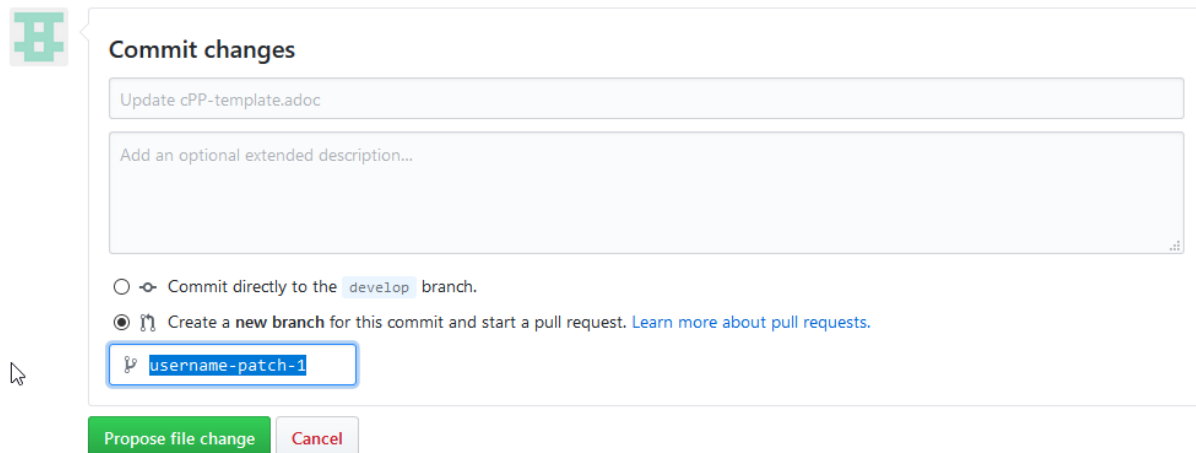 Commit changes
Update cPP-template.adoc
Add an optional extended description...
Commit directly to the develop branch.
Create a new branch for this commit and start a pull request. Learn more about pull requests.
username-patch-1
Propose file change Cancel